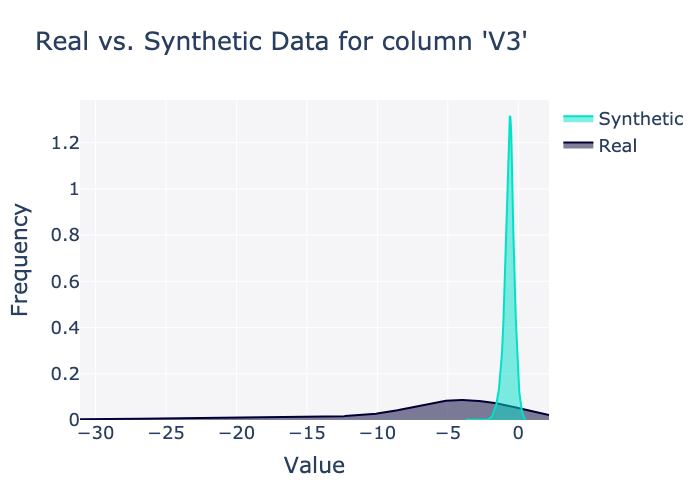 Real vs. Synthetic Data for column 'V3'
Synthetic
Real
Frequency
1.2
1
0.8
0.6
0.4
0.2
0
−30 −25 −20 −15 −10 −5 0
Value